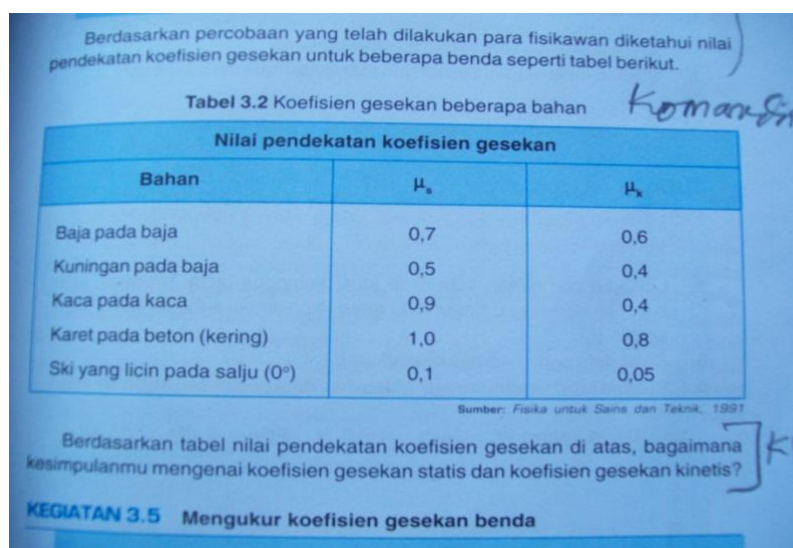 Berdasarkan percobaan yang telah dilakukan para fisikawan diketahui nilai
pendekatan koefisien gesekan untuk beberapa benda seperti tabel berikut.
Tabel 3.2 Koefisien gesekan beberapa bahan
Nilai pendekatan koefisien gesekan
Bahan μs μk
Baja pada baja 0,7 0,6
Kuningan pada baja 0,5 0,4
Kaca pada kaca 0,9 0,4
Karet pada beton (kering) 1,0 0,8
Ski yang licin pada salju (0°) 0,1 0,05
Sumber: Fisika untuk Sains dan Teknik, 1991
Berdasarkan tabel nilai pendekatan koefisien gesekan di atas, bagaimana
kesimpulanmu mengenai koefisien gesekan statis dan koefisien gesekan kinetis?
KEGIATAN 3.5 Mengukur koefisien gesekan benda